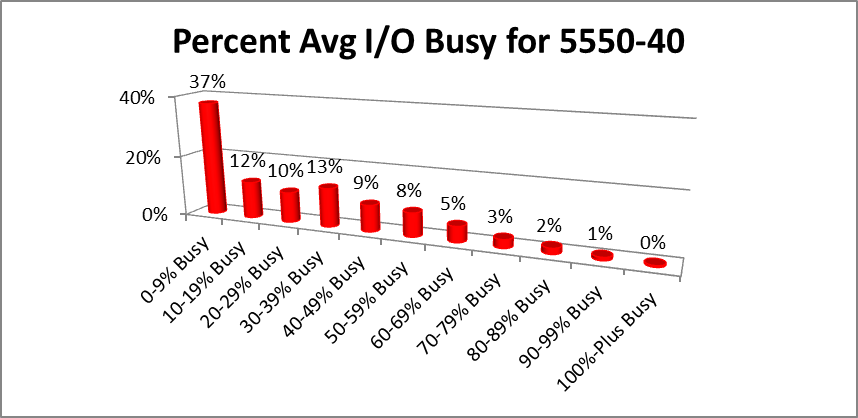 Percent Avg I/O Busy for 5550-40
40%
20%
0%
37%
12%
10%
13%
9%
8%
5%
3%
2%
1%
0%
0-9% Busy
10-19% Busy
20-29% Busy
30-39% Busy
40-49% Busy
50-59% Busy
60-69% Busy
70-79% Busy
80-89% Busy
90-99% Busy
100%-Plus Busy